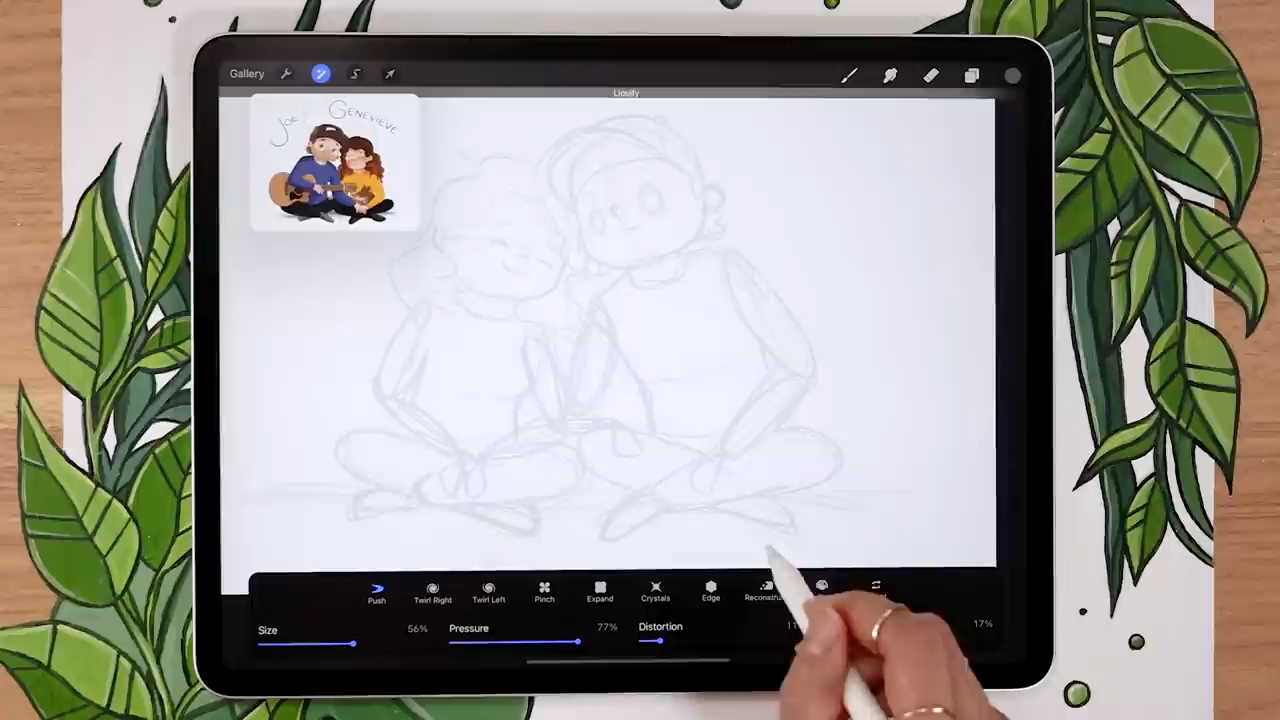 Gallery
Liquify
JOE GENEVIEVE
Push Twirl Right Twirl Left Pinch Expand Crystals Edge
Size 56% Pressure 77% Distortion 17%